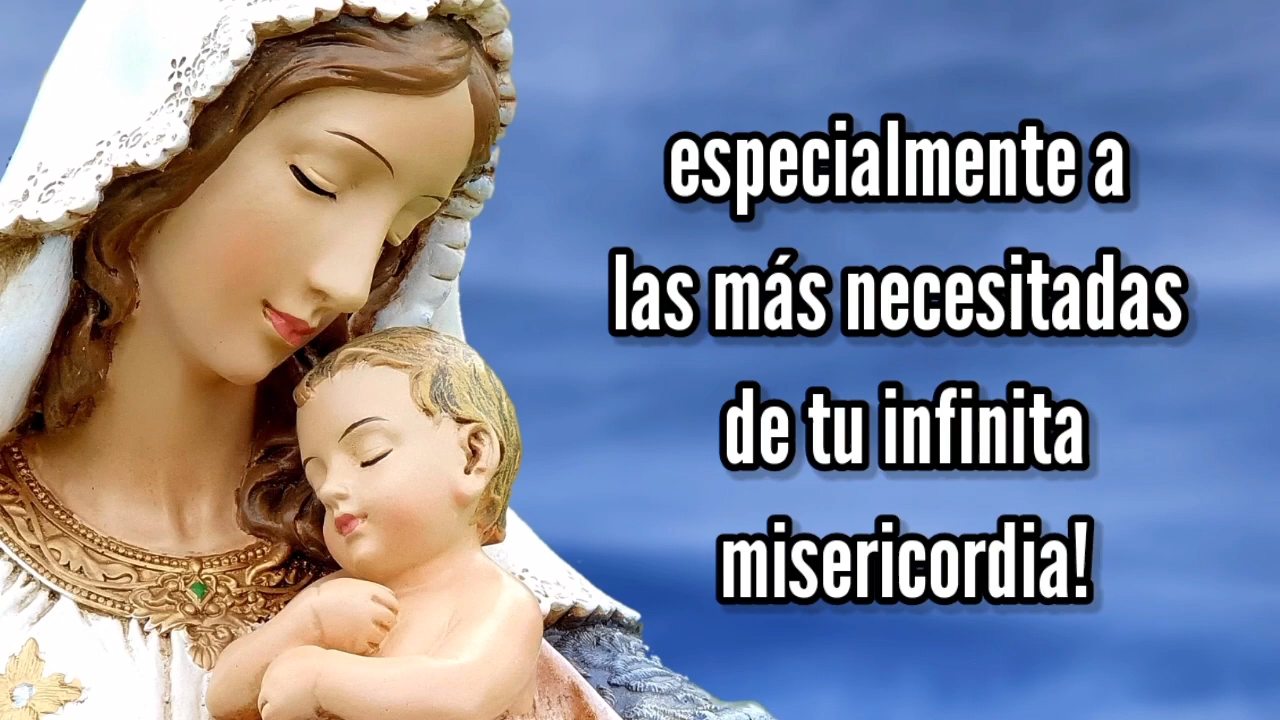 especialmente a
las más necesitadas
de tu infinita
misericordia!